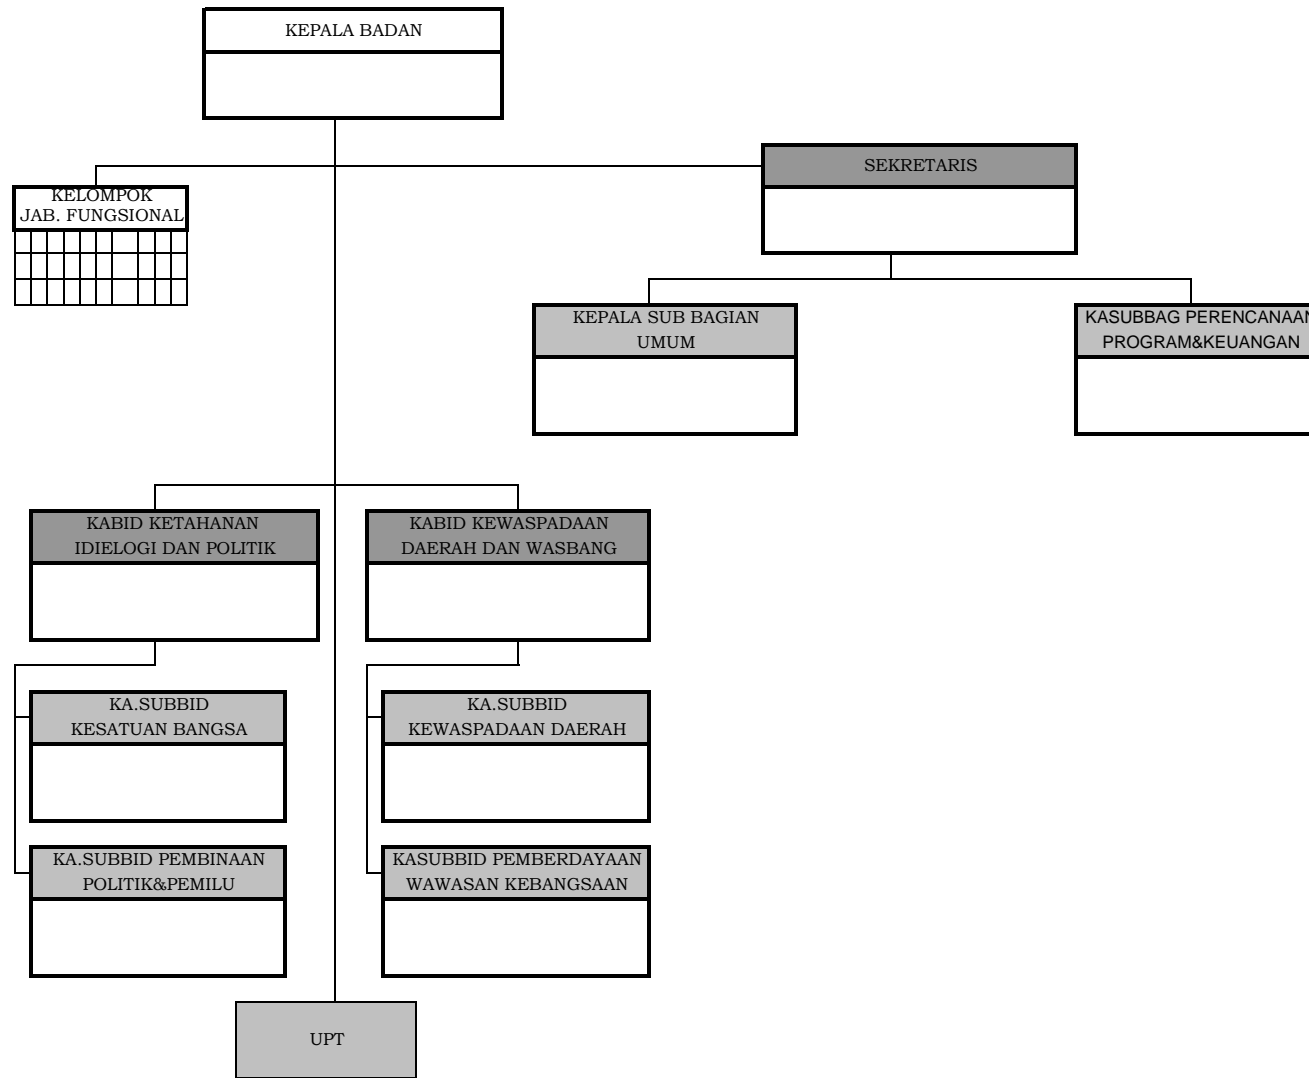 KEPALA BADAN
SEKRETARIS
KELOMPOK
JAB. FUNGSIONAL
KEPALA SUB BAGIAN
UMUM
KASUBBAG PERENCANAAN
PROGRAM&KEUANGAN
KABID KETAHANAN
IDIELOGI DAN POLITIK
KABID KEWASPADAAN
DAERAH DAN WASBANG
KA.SUBBID
KESATUAN BANGSA
KA.SUBBID
KEWASPADAAN DAERAH
KA.SUBBID PEMBINAAN
POLITIK&PEMILU
KASUBBID PEMBERDAYAAN
WAWASAN KEBANGSAAN
UPT